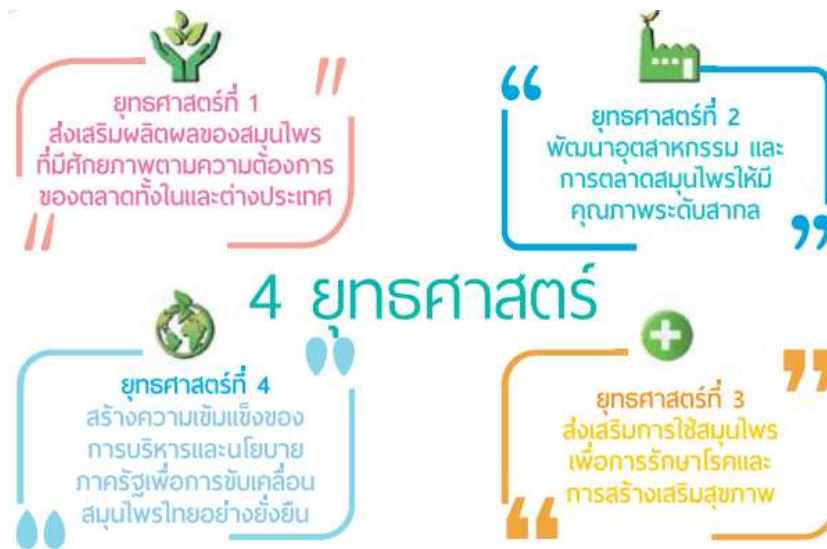 ยุทธศาสตร์ที่ 1
ส่งเสริมผลิตผลของสมุนไพร
ที่มีศักยภาพตามความต้องการ
ของตลาดทั้งในและต่างประเทศ
ยุทธศาสตร์ที่ 2
พัฒนาอุตสาหกรรม และ
การตลาดสมุนไพรให้มี
คุณภาพระดับสากล
4 ยุทธศาสตร์
ยุทธศาสตร์ที่ 4
สร้างความเข้มแข็งของ
การบริหารและนโยบาย
ภาครัฐเพื่อการขับเคลื่อน
สมุนไพรไทยอย่างยั่งยืน
ยุทธศาสตร์ที่ 3
ส่งเสริมการใช้สมุนไพร
เพื่อการรักษาโรคและ
การสร้างเสริมสุขภาพ